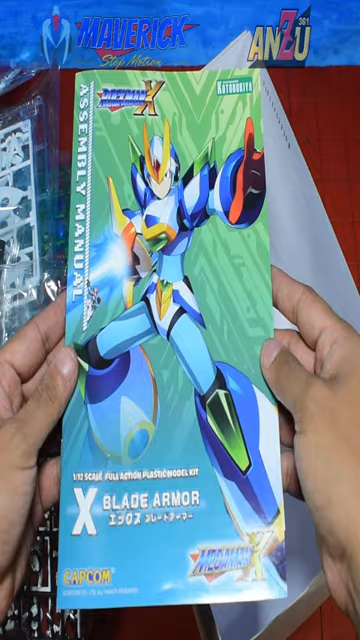 MAVERICK
Stop Motion
ANZU
361
ROCKMAN X
KOTOBUKIYA
ASSEMBLY MANUAL
1/12 SCALE FULL ACTION PLASTIC MODEL KIT
X BLADE ARMOR
エックス ブレードアーマー
CAPCOM
MEGAMAN X